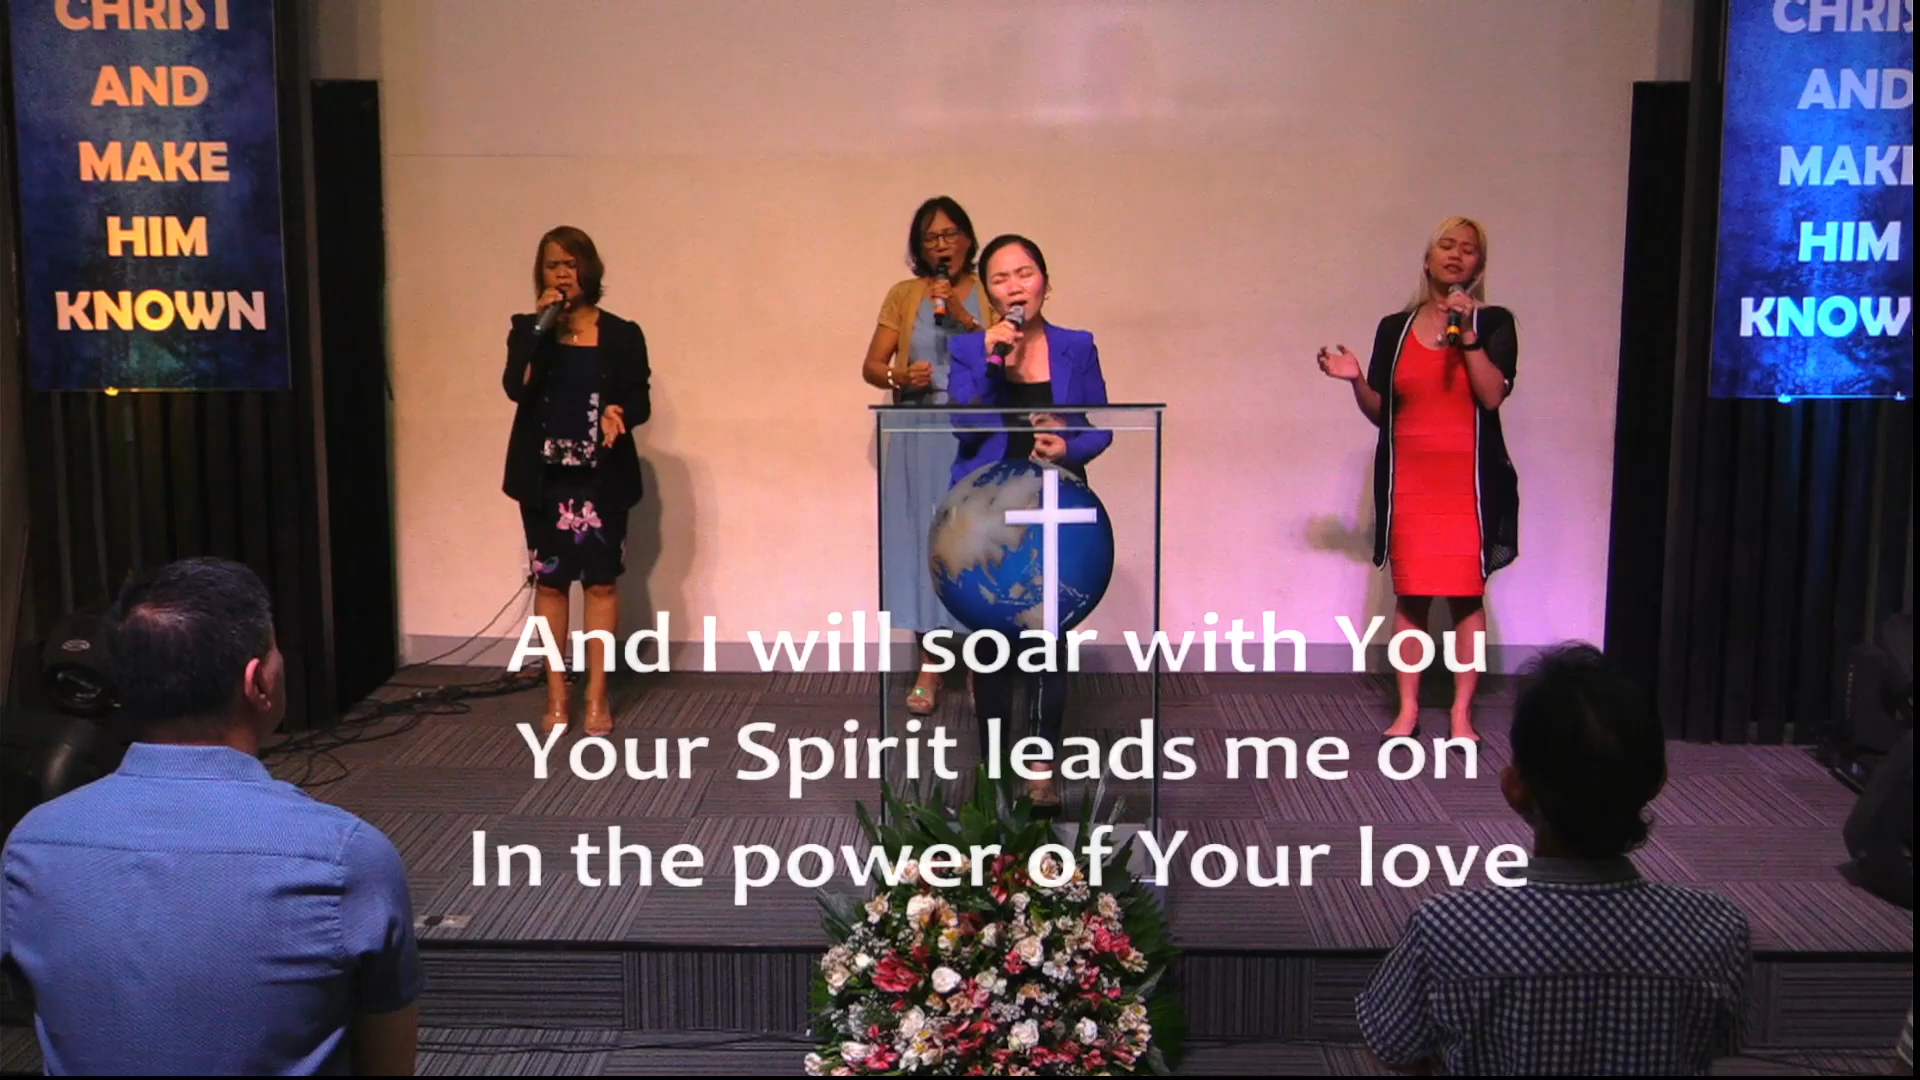 CHRIST
AND
MAKE
HIM
KNOWN
AND
HIM
And I will soar with You
Your Spirit leads me on
In the power of Your love